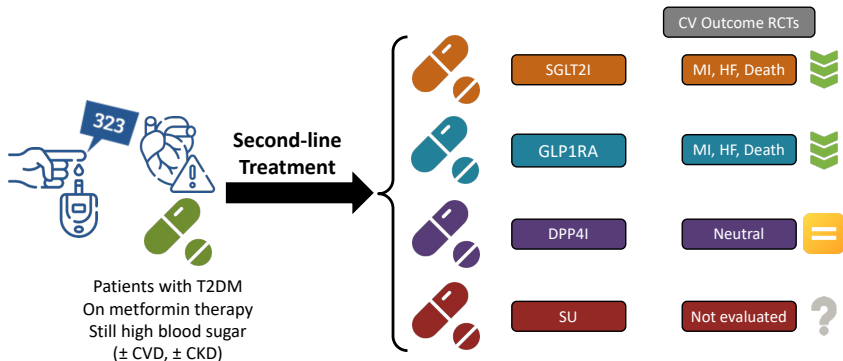 CV Outcome RCTs
323
Second-line
Treatment
SGLT2I
MI, HF, Death
GLP1RA
MI, HF, Death
DPP4I
Neutral
SU
Not evaluated
Patients with T2DM
On metformin therapy
Still high blood sugar
(± CVD, ± CKD)